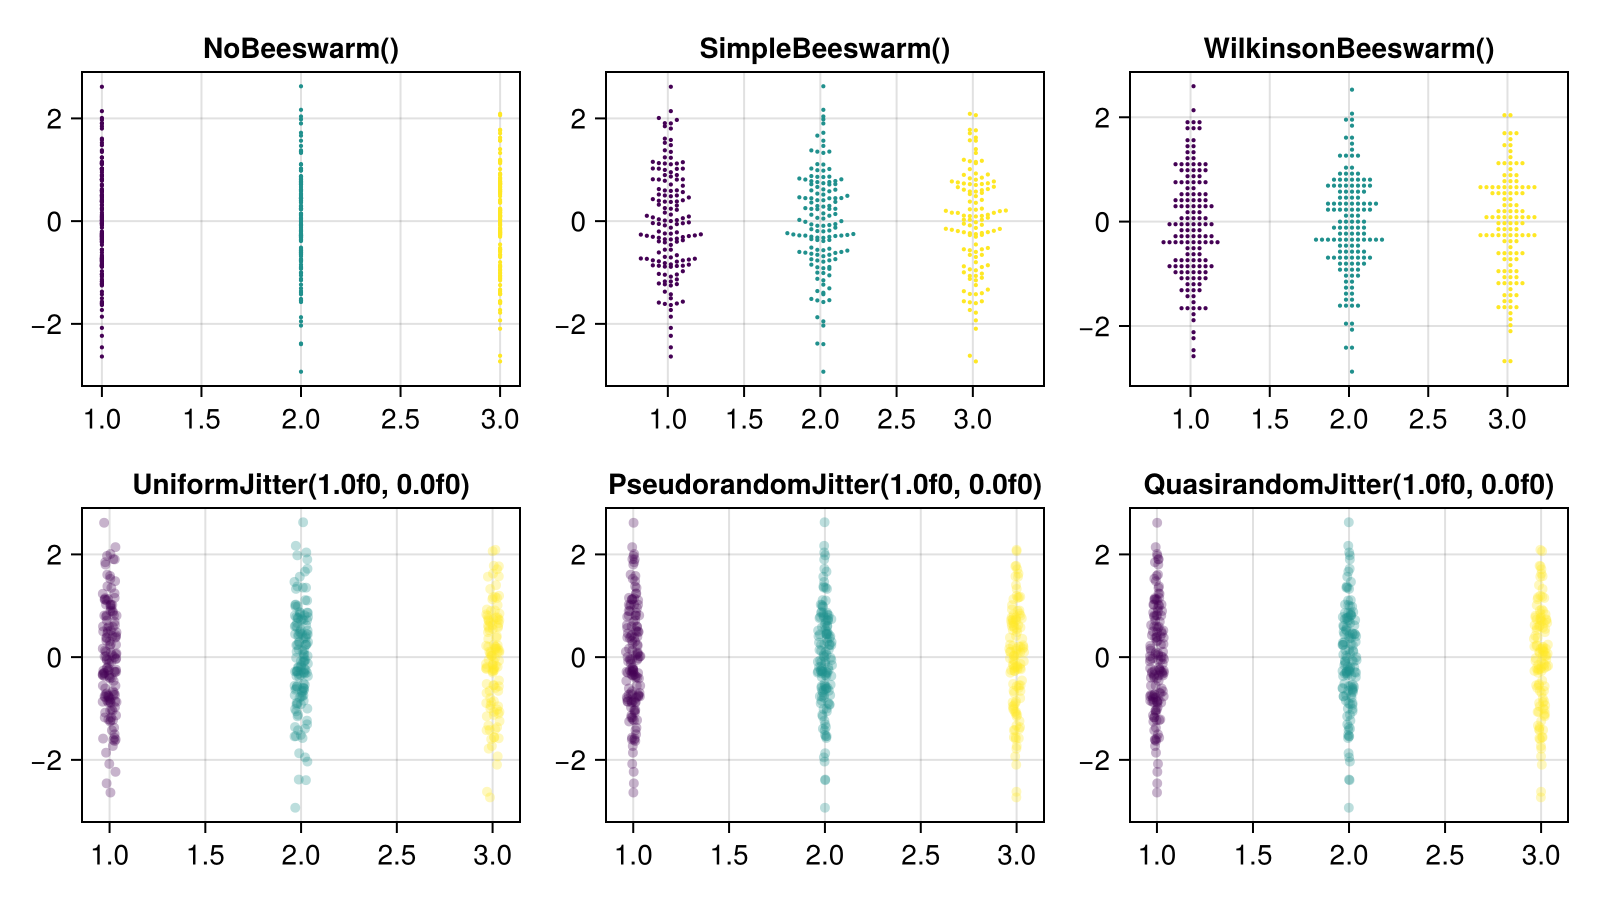 NoBeeswarm()
2
0
−2
1.0 1.5 2.0 2.5 3.0
SimpleBeeswarm()
2
0
−2
1.0 1.5 2.0 2.5 3.0
WilkinsonBeeswarm()
2
0
−2
1.0 1.5 2.0 2.5 3.0
UniformJitter(1.0f0, 0.0f0)
2
0
−2
1.0 1.5 2.0 2.5 3.0
PseudorandomJitter(1.0f0, 0.0f0)
2
0
−2
1.0 1.5 2.0 2.5 3.0
QuasirandomJitter(1.0f0, 0.0f0)
2
0
−2
1.0 1.5 2.0 2.5 3.0